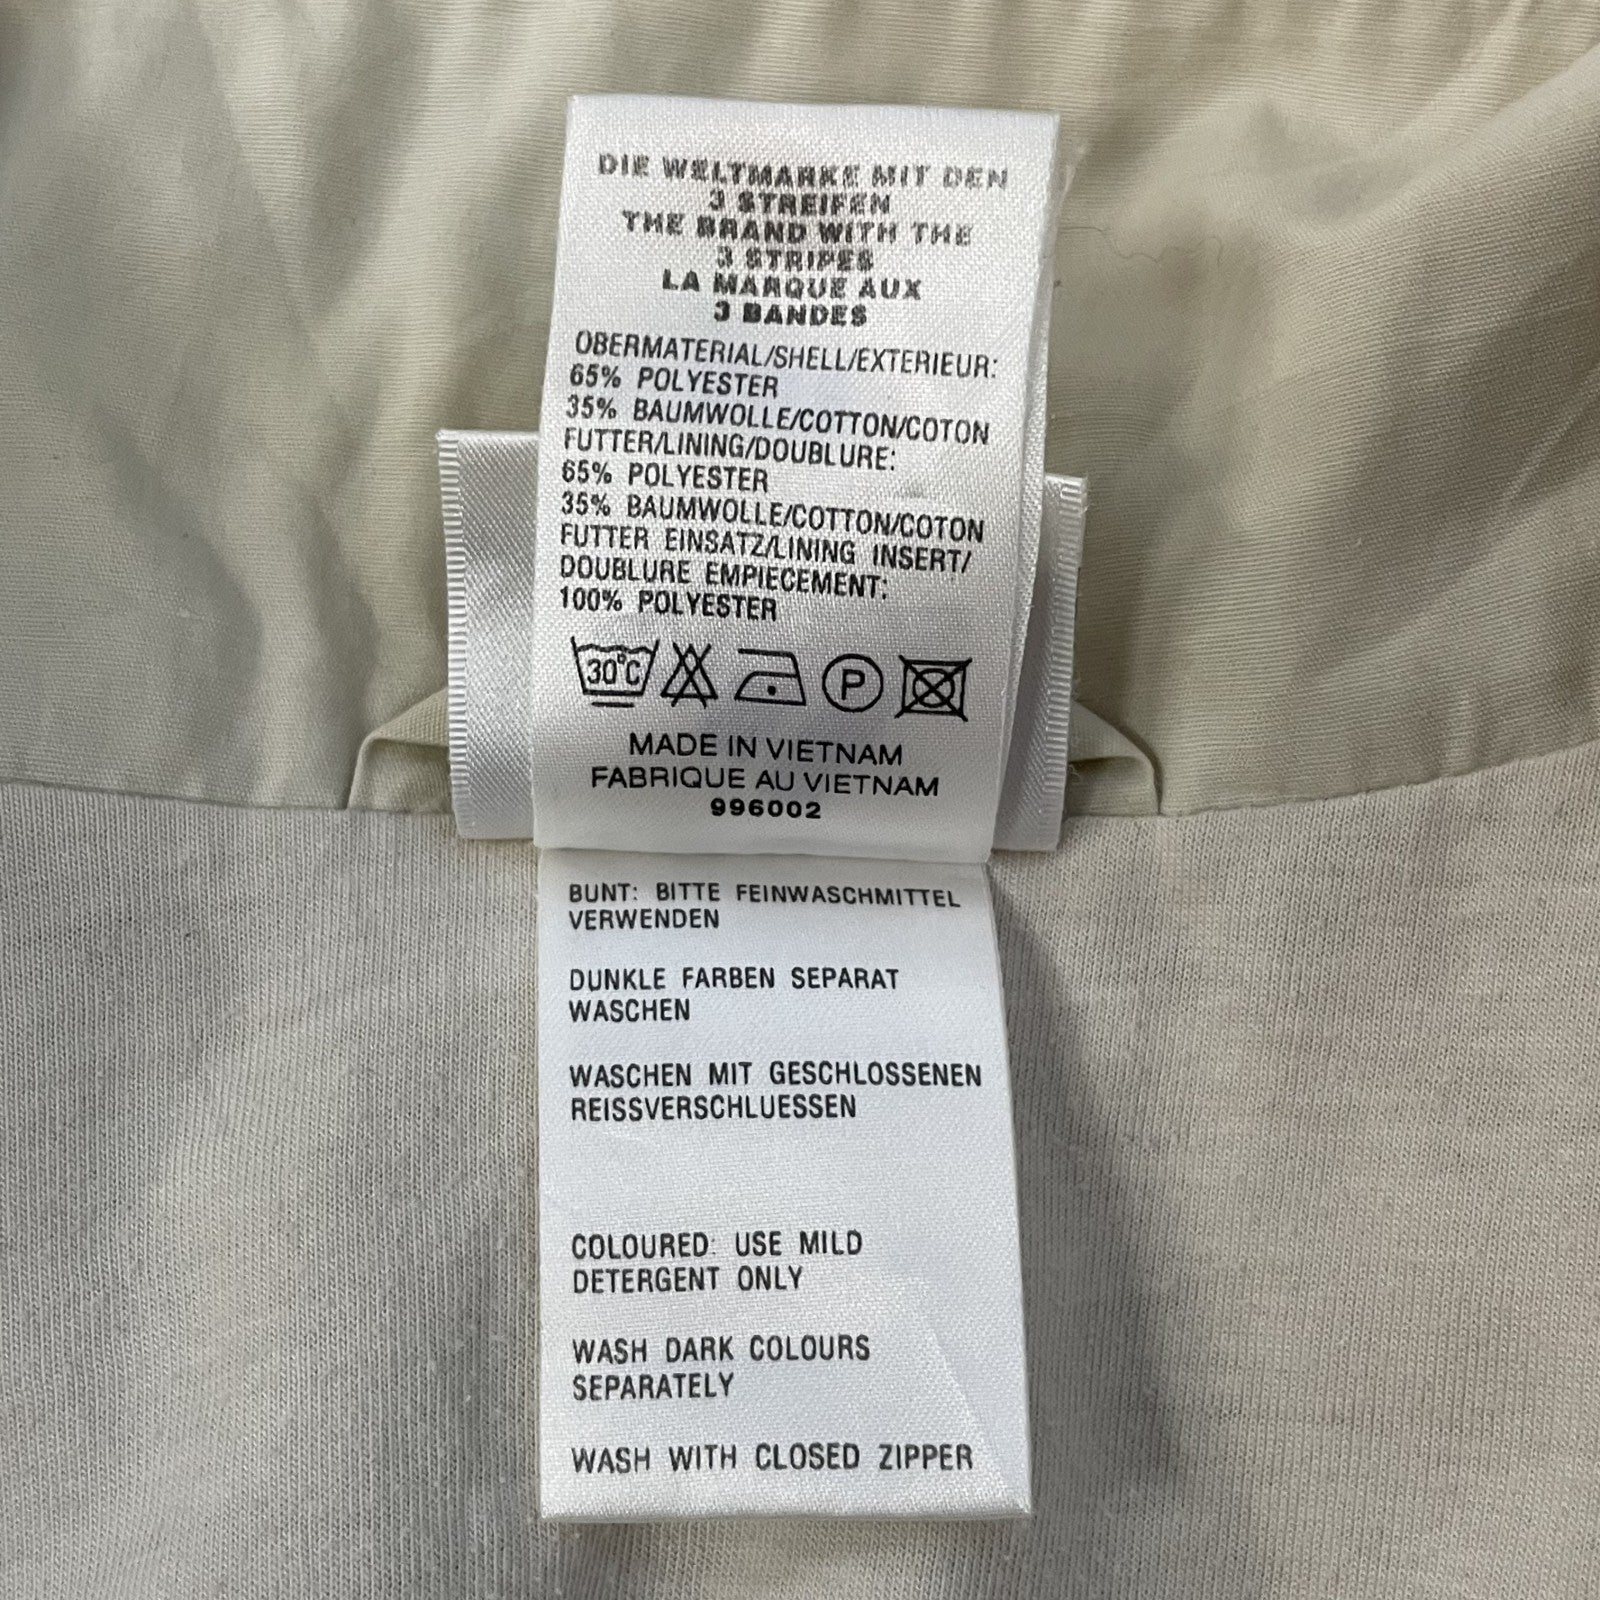 DIE WELTMARKE MIT DEN
3 STREIFEN
THE BRAND WITH THE
3 STRIPES
LA MARQUE AUX
3 BANDES
OBERMATERIAL/SHELL/EXTERIEUR:
65% POLYESTER
35% BAUMWOLLE/COTTON/COTON
FUTTER/LINING/DOUBLURE:
65% POLYESTER
35% BAUMWOLLE/COTTON/COTON
FUTTER EINSATZ/LINING INSERT/
DOUBLURE EMPIECEMENT:
100% POLYESTER
30°C P
MADE IN VIETNAM
FABRIQUE AU VIETNAM
996002
BUNT: BITTE FEINWASCHMITTEL
VERWENDEN
DUNKLE FARBEN SEPARAT
WASCHEN
WASCHEN MIT GESCHLOSSENEN
REISSVERSCHLUESSEN
COLOURED: USE MILD
DETERGENT ONLY
WASH DARK COLOURS
SEPARATELY
WASH WITH CLOSED ZIPPER